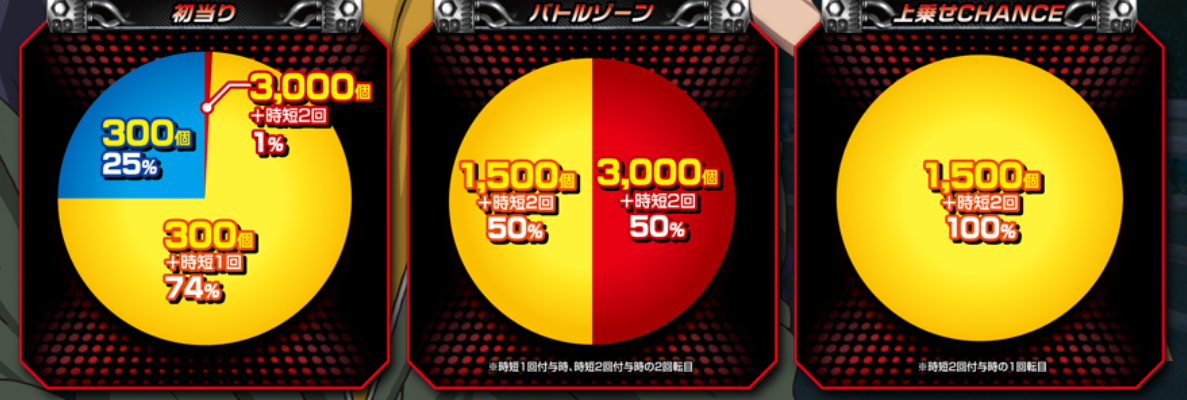 初当り
3,000個
+時短2回
1%
300個
25%
300個
+時短1回
74%
バトルゾーン
1,500個
+時短2回
50%
3,000個
+時短2回
50%
※時短1回付与時、時短2回付与時の2回転目
上乗せCHANCE
1,500個
+時短2回
100%
※時短2回付与時の1回転目